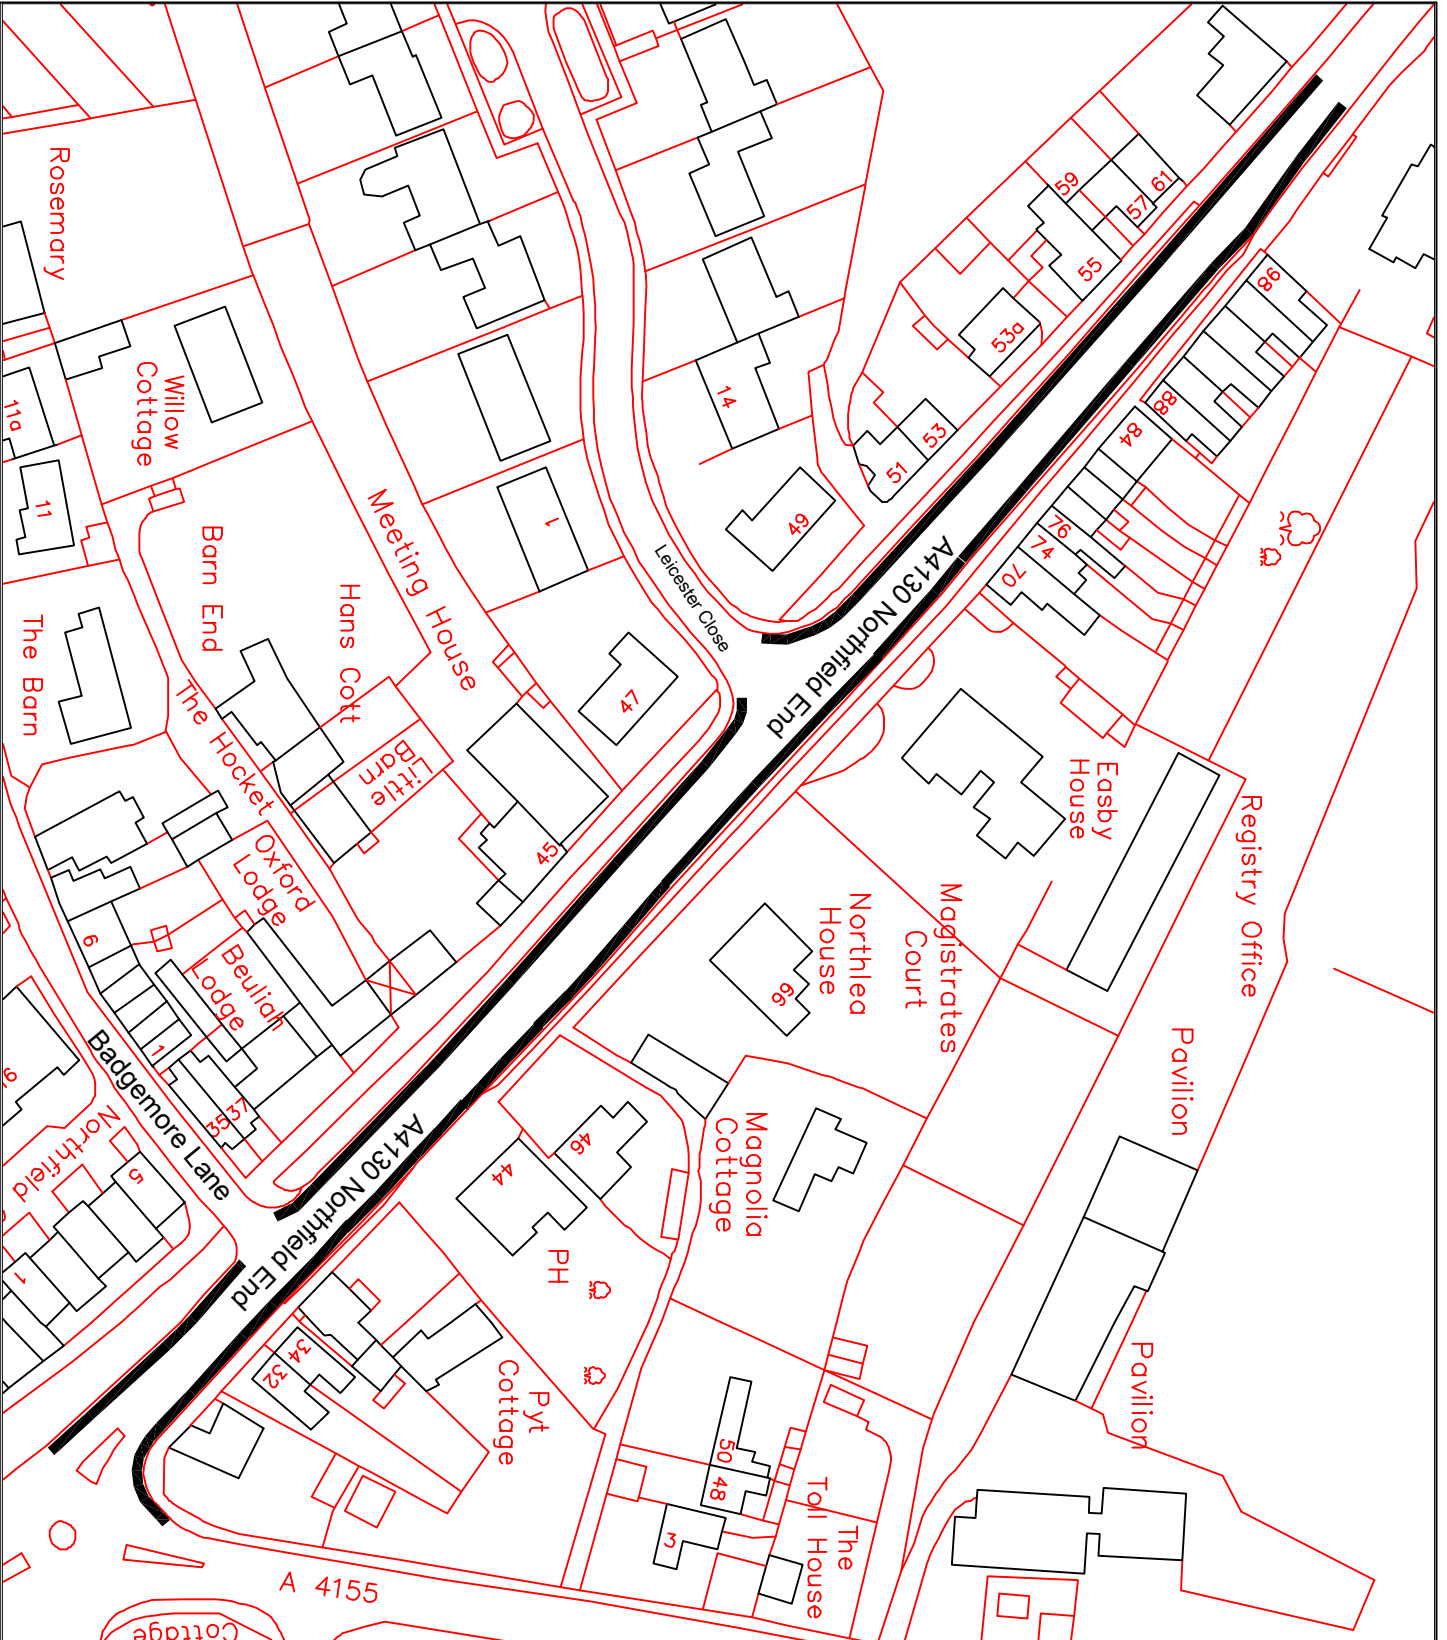 Rosemary
Willow
Cottage
11a
11
Barn End
Hans Cott
Meeting House
The Barn
The Hocket
Little
Barn
Oxford
Lodge
Beuliah
Lodge
6
1
3537
Badgemore Lane
Northfield
5
1
14
1
Leicester Close
49
47
45
59
61
57
55
53a
53
51
86
88
84
76
74
70
A4130 Northfield End
A4130 Northfield End
Easby
House
Registry Office
Magistrates
Court
Northlea
House
99
Pavilion
Magnolia
Cottage
46
44
PH
Pavilion
34
32
Pyt
Cottage
50
48
3
The
Toll House
A 4155
Cottage